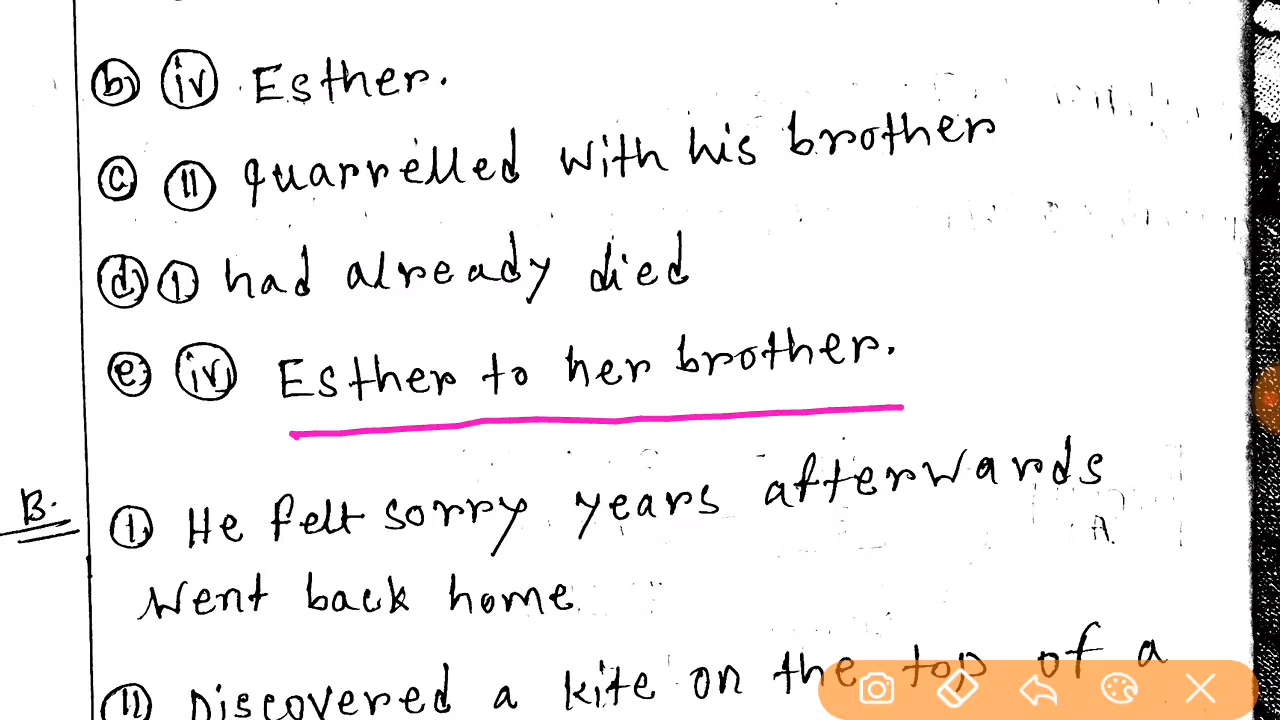 b) iv Esther.
c) ii quarrelled with his brother
d) i had already died
e) iv Esther to her brother.
B. i He felt sorry years afterwards
A.
went back home
ii Discovered a kite on the top of a